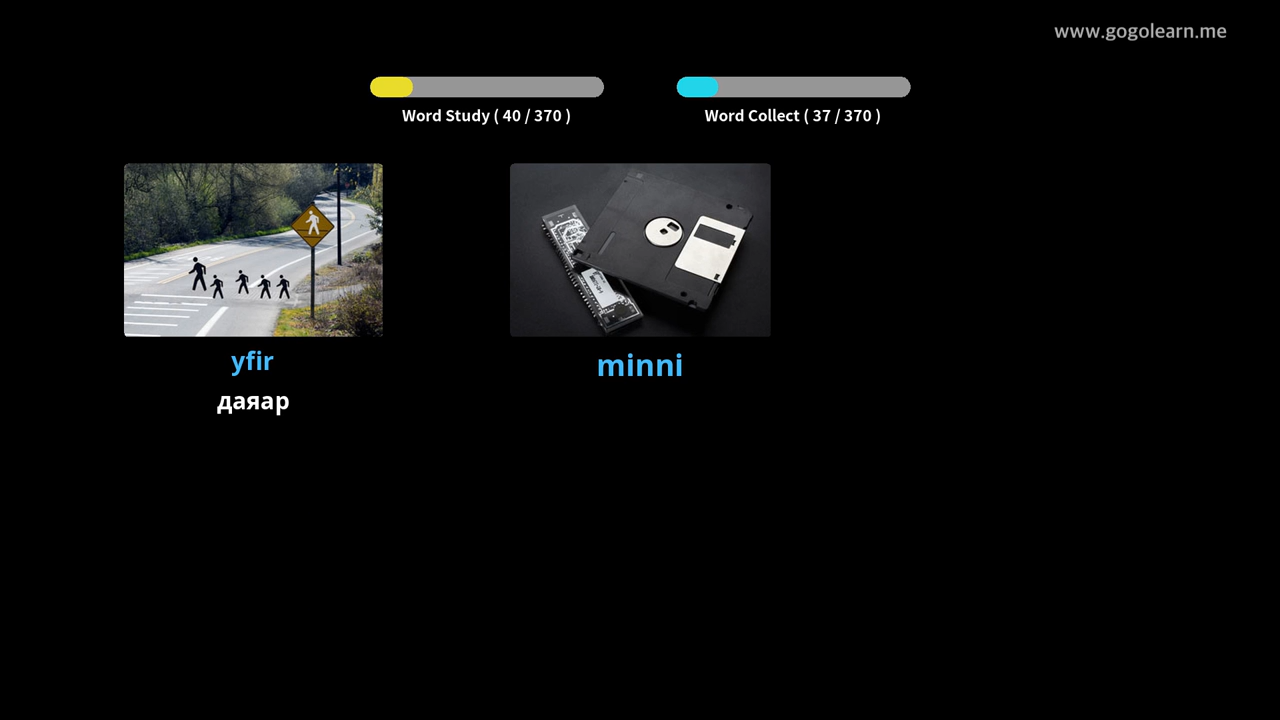 www.gogolearn.me
Word Study ( 40 / 370 )
Word Collect ( 37 / 370 )
yfir
даяар
minni